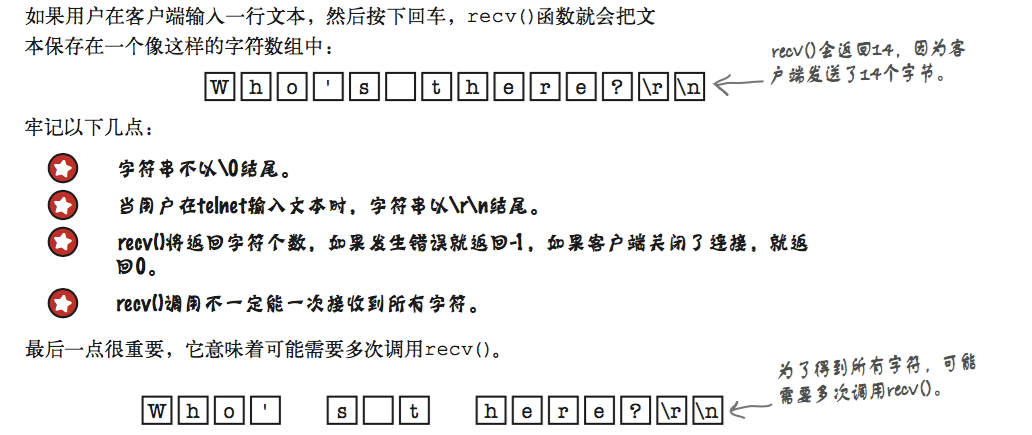 如果用户在客户端输入一行文本，然后按下回车，recv()函数就会把文
本保存在一个像这样的字符数组中：
recv()会返回14，因为客
户端发送了14个字节。
W h o ' s t h e r e ? \r \n
牢记以下几点：
字符串不以\0结尾。
当用户在telnet输入文本时，字符串以\r\n结尾。
recv()将返回字符个数，如果发生错误就返回-1，如果客户端关闭了连接，就返
回0。
recv()调用不一定能一次接收到所有字符。
最后一点很重要，它意味着可能需要多次调用recv()。
为了得到所有字符，可能
需要多次调用recv()。
W h o ' s t h e r e ? \r \n